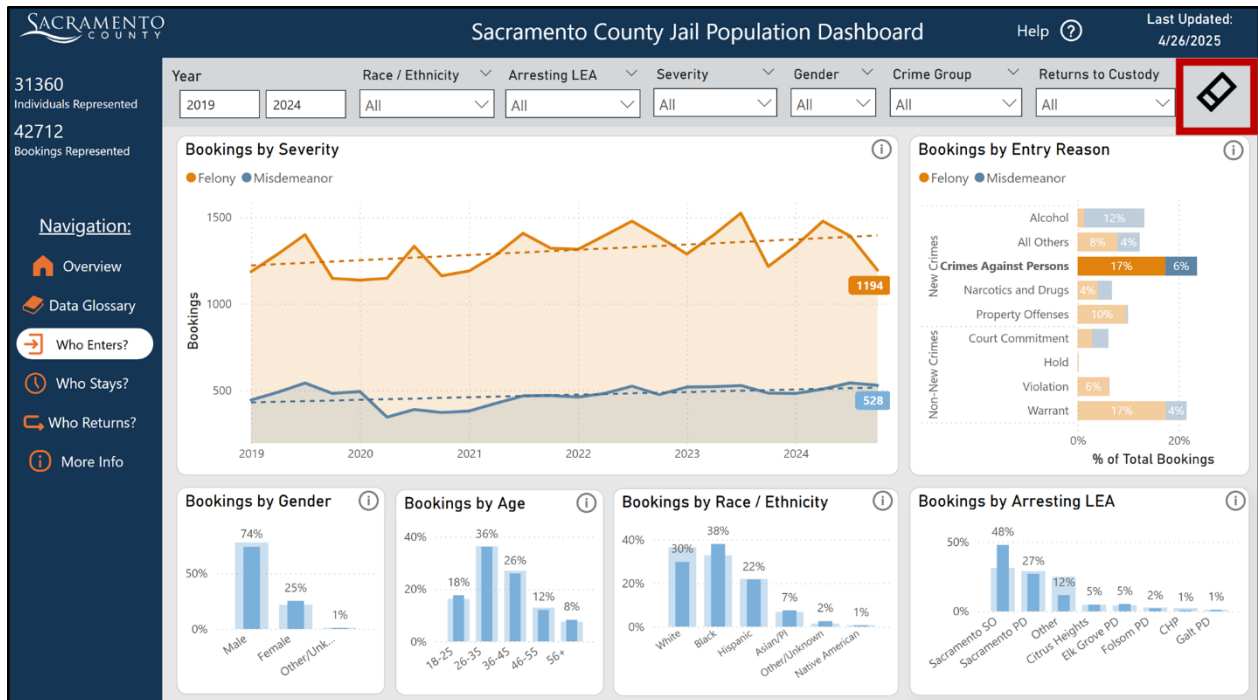 SACRAMENTO
COUNTY
Sacramento County Jail Population Dashboard
Help ?
Last Updated:
4/26/2025
31360
Individuals Represented
42712
Bookings Represented
Navigation:
Overview
Data Glossary
Who Enters?
Who Stays?
Who Returns?
More Info
Year
2019 2024
Race / Ethnicity
All
Arresting LEA
All
Severity
All
Gender
All
Crime Group
All
Returns to Custody
All
Bookings by Severity
Felony Misdemeanor
Bookings
1500
1000
500
1194
528
2019 2020 2021 2022 2023 2024
Bookings by Entry Reason
Felony Misdemeanor
New Crimes
Alcohol 12%
All Others 8% 4%
Crimes Against Persons 17% 6%
Narcotics and Drugs 4%
Property Offenses 10%
Non-New Crimes
Court Commitment
Hold
Violation 6%
Warrant 17% 4%
0% 20%
% of Total Bookings
Bookings by Gender
74%
25%
1%
50%
0%
Male Female Other/Unk...
Bookings by Age
40%
20%
0%
18% 36% 26% 12% 8%
18-25 26-35 36-45 46-55 56+
Bookings by Race / Ethnicity
40%
20%
0%
30% 38% 22% 7% 2% 1%
White Black Hispanic Asian/PI Other/Unknown Native American
Bookings by Arresting LEA
50%
0%
48% 27% 12% 5% 5% 2% 1% 1%
Sacramento SO Sacramento PD Other Citrus Heights Elk Grove PD Folsom PD CHP Galt PD